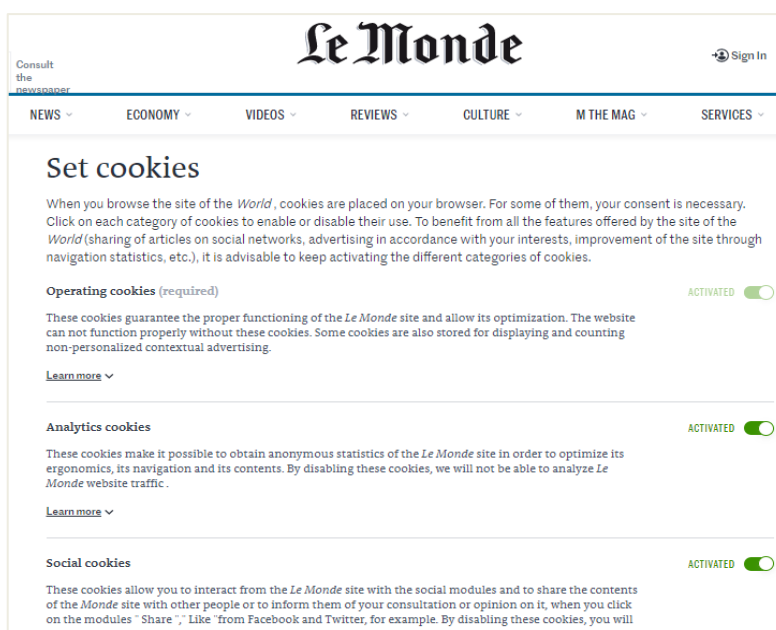 Le Monde
Consult
the
newspaper
Sign In
NEWS
ECONOMY
VIDEOS
REVIEWS
CULTURE
M THE MAG
SERVICES
Set cookies
When you browse the site of the World , cookies are placed on your browser. For some of them, your consent is necessary.
Click on each category of cookies to enable or disable their use. To benefit from all the features offered by the site of the
World (sharing of articles on social networks, advertising in accordance with your interests, improvement of the site through
navigation statistics, etc.), it is advisable to keep activating the different categories of cookies.
Operating cookies (required)
ACTIVATED
These cookies guarantee the proper functioning of the Le Monde site and allow its optimization. The website
can not function properly without these cookies. Some cookies are also stored for displaying and counting
non-personalized contextual advertising.
Learn more
Analytics cookies
ACTIVATED
These cookies make it possible to obtain anonymous statistics of the Le Monde site in order to optimize its
ergonomics, its navigation and its contents. By disabling these cookies, we will not be able to analyze Le
Monde website traffic .
Learn more
Social cookies
ACTIVATED
These cookies allow you to interact from the Le Monde site with the social modules and to share the contents
of the Monde site with other people or to inform them of your consultation or opinion on it, when you click
on the modules " Share "," Like "from Facebook and Twitter, for example. By disabling these cookies, you will